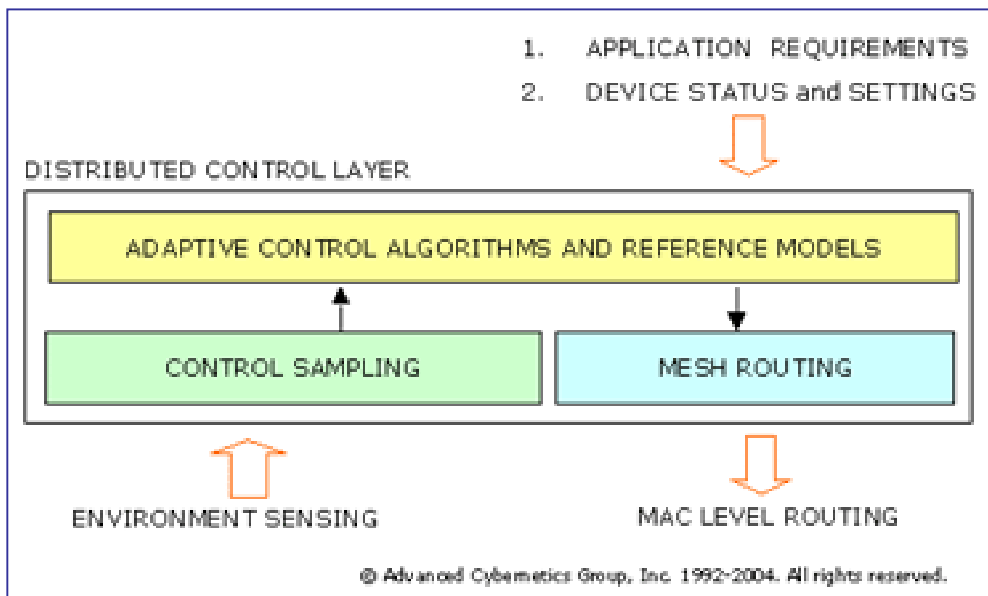 1. APPLICATION REQUIREMENTS
2. DEVICE STATUS and SETTINGS
DISTRIBUTED CONTROL LAYER
ADAPTIVE CONTROL ALGORITHMS AND REFERENCE MODELS
CONTROL SAMPLING
MESH ROUTING
ENVIRONMENT SENSING
MAC LEVEL ROUTING
© Advanced Cybernetics Group, Inc. 1992-2004. All rights reserved.